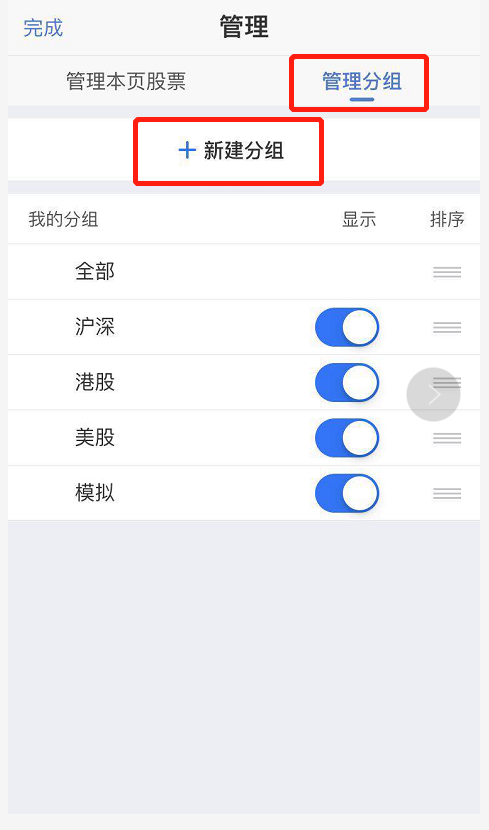 完成 管理
管理本页股票 管理分组
+ 新建分组
我的分组 显示 排序
全部
沪深
港股
美股
模拟